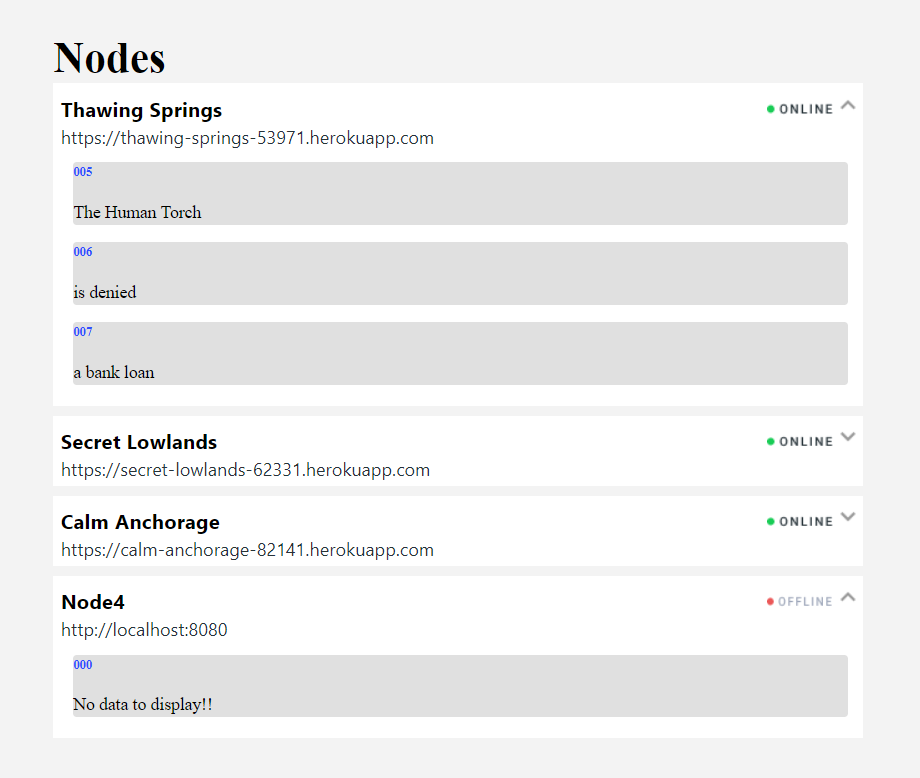 Nodes
Thawing Springs
ONLINE
https://thawing-springs-53971.herokuapp.com
005
The Human Torch
006
is denied
007
a bank loan
Secret Lowlands
ONLINE
https://secret-lowlands-62331.herokuapp.com
Calm Anchorage
ONLINE
https://calm-anchorage-82141.herokuapp.com
Node4
OFFLINE
http://localhost:8080
000
No data to display!!